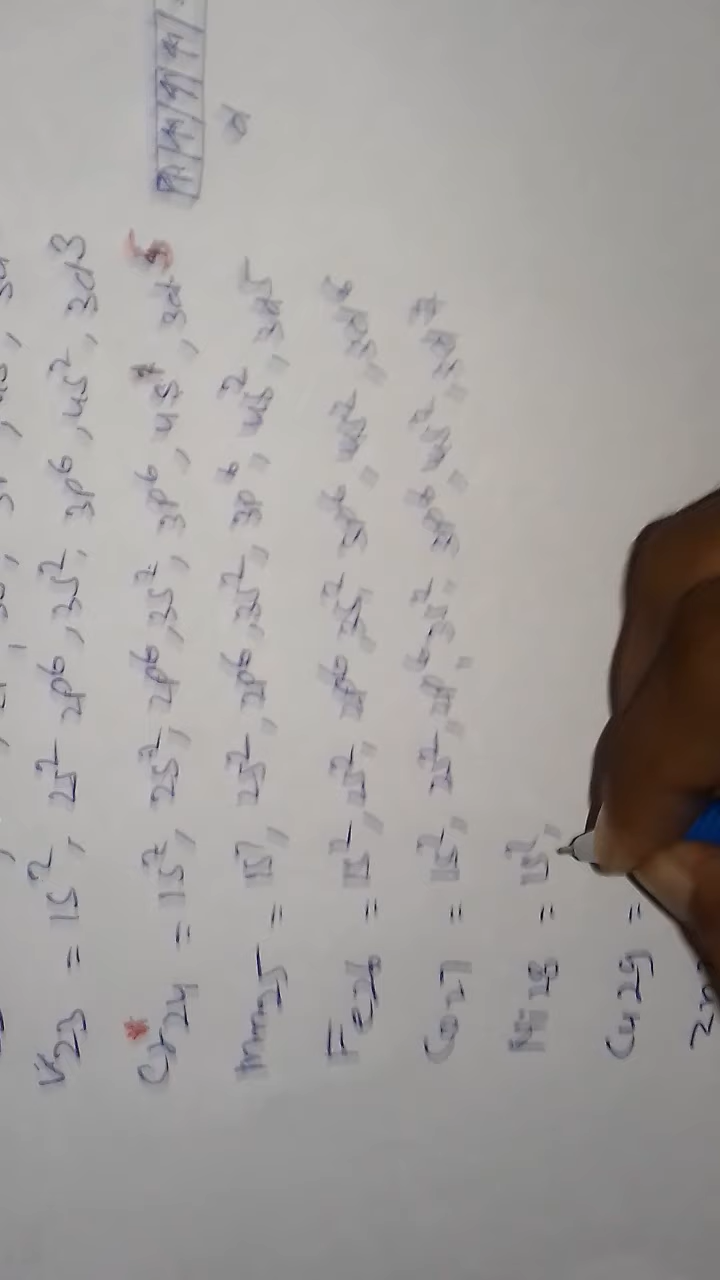 V23 = 1s², 2s² 2p⁶, 3s², 3p⁶, 4s², 3d3
*Cr24 = 1s², 2s², 2p⁶, 3s², 3p⁶, 4s¹, 3d5
Mn25 = 1s², 2s², 2p⁶, 3s², 3p⁶, 4s², 3d5
d
Fe26 = 1s², 2s², 2p⁶, 3s², 3p⁶, 4s², 3d⁶
Co27 = 1s², 2s², 2p⁶, 3s², 3p⁶, 4s², 3d⁷
Ni28 = 1s²,
Cu29 =
Zn